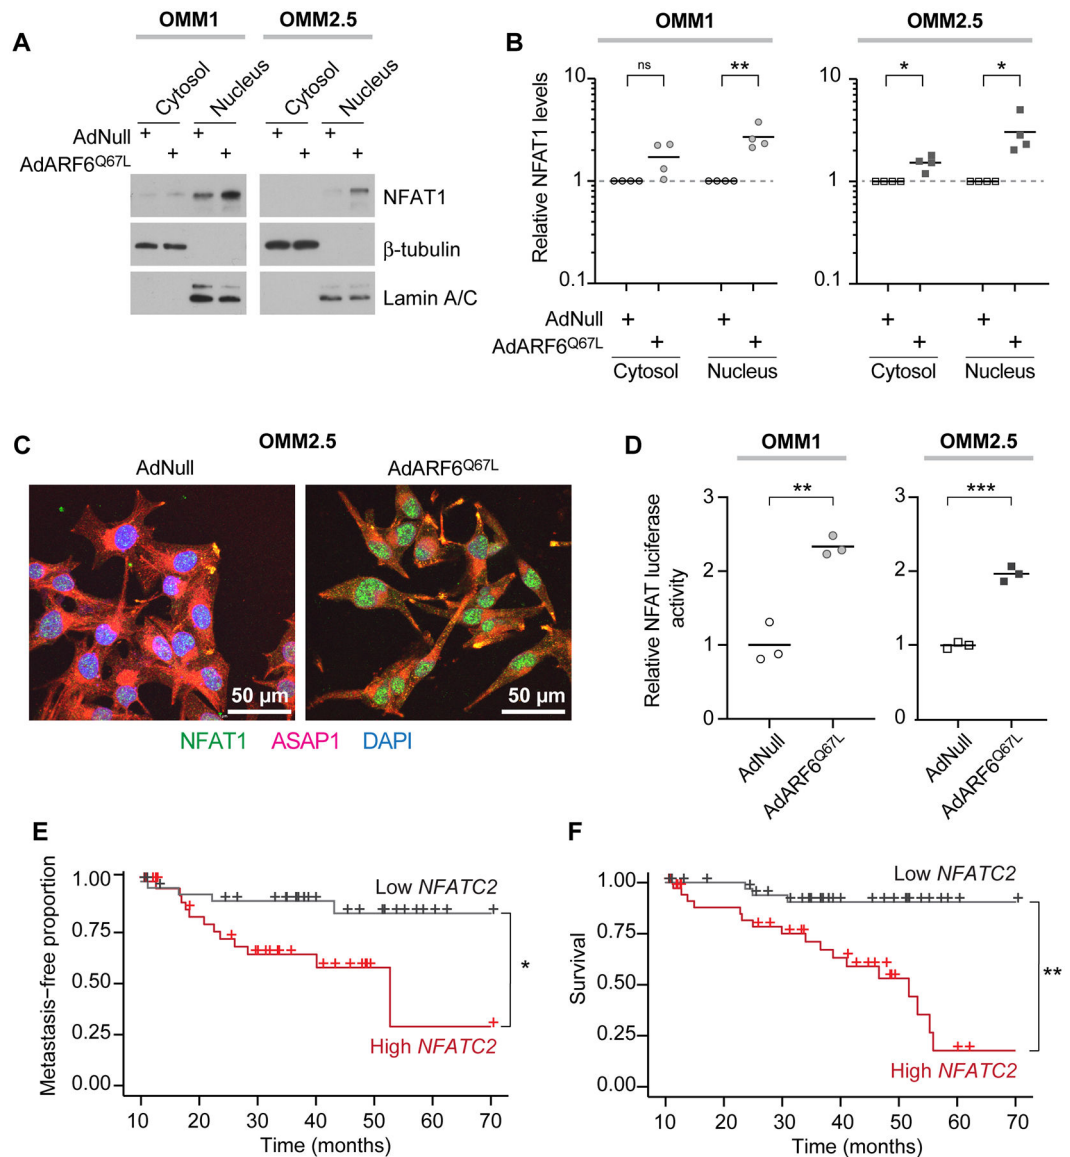 A
OMM1
OMM2.5
Cytosol
Nucleus
Cytosol
Nucleus
AdNull
+
+
+
+
AdARF6Q67L
+
+
+
+
NFAT1
β-tubulin
Lamin A/C
B
OMM1
OMM2.5
Relative NFAT1 levels
10
1
0.1
ns
**
10
1
0.1
*
*
AdNull
+
+
+
+
AdARF6Q67L
+
+
+
+
Cytosol
Nucleus
Cytosol
Nucleus
C
OMM2.5
AdNull
AdARF6Q67L
50 μm
50 μm
NFAT1 ASAP1 DAPI
D
OMM1
OMM2.5
Relative NFAT luciferase
activity
3
2
1
0
**
AdNull
AdARF6Q67L
3
2
1
0
***
AdNull
AdARF6Q67L
E
Metastasis−free proportion
1.00
0.75
0.50
0.25
0.00
Low NFATC2
*
High NFATC2
10 20 30 40 50 60 70
Time (months)
F
Survival
1.00
0.75
0.50
0.25
0.00
Low NFATC2
**
High NFATC2
10 20 30 40 50 60 70
Time (months)